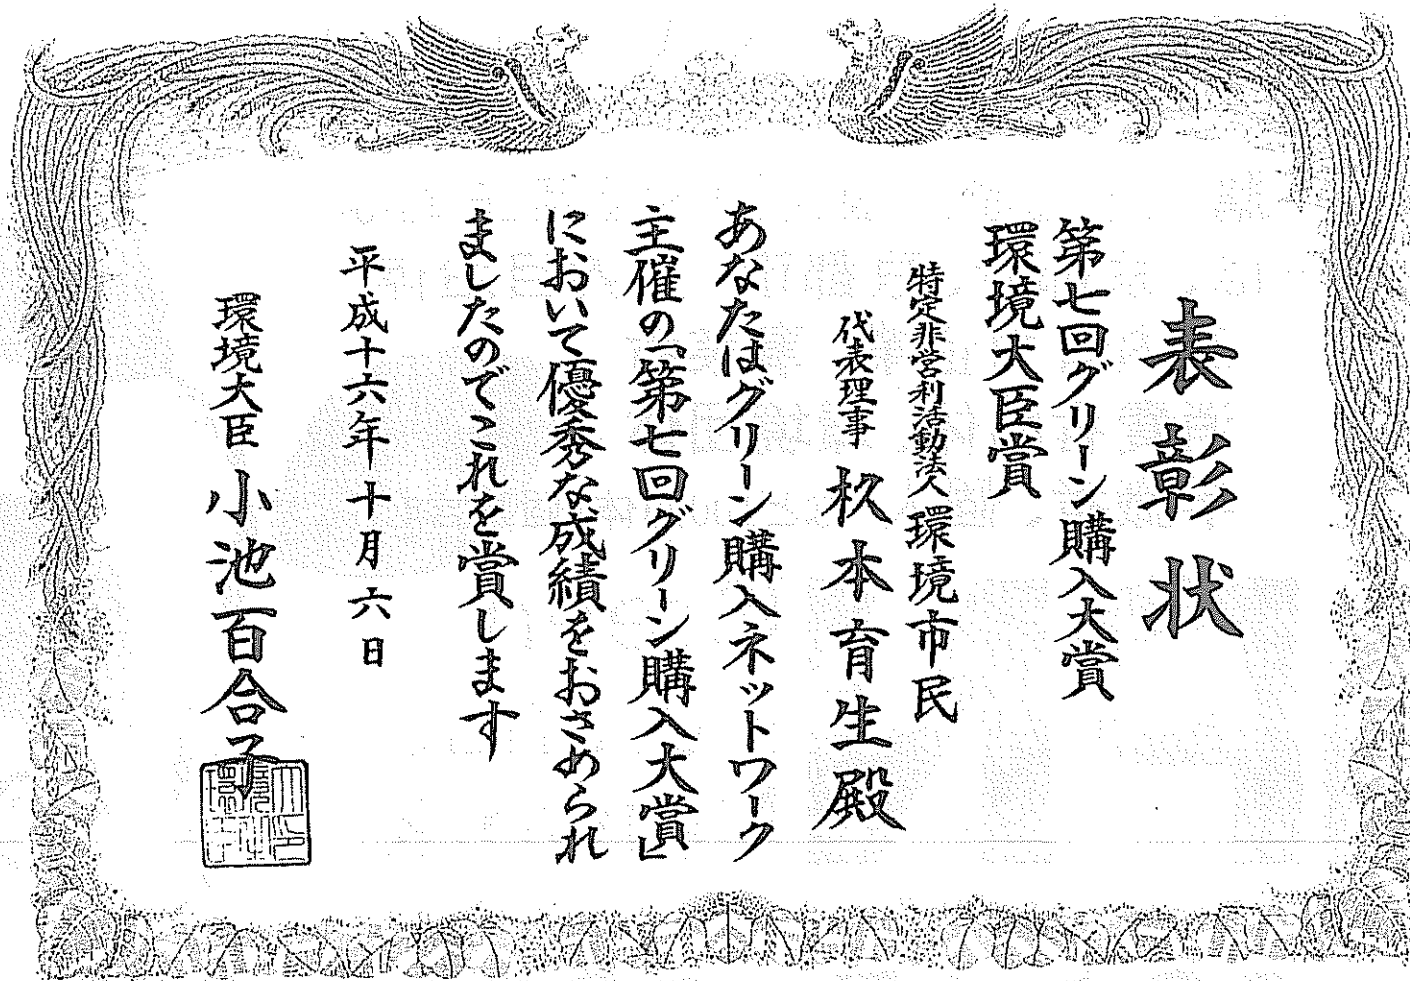 表彰状
第七回グリーン購入大賞
環境大臣賞
特定非営利活動法人 環境市民
代表理事 杦本育生殿
あなたはグリーン購入ネットワーク
主催の「第七回グリーン購入大賞」
において優秀な成績をおさめられ
ましたのでこれを賞します
平成十六年十月六日
環境大臣 小池百合子